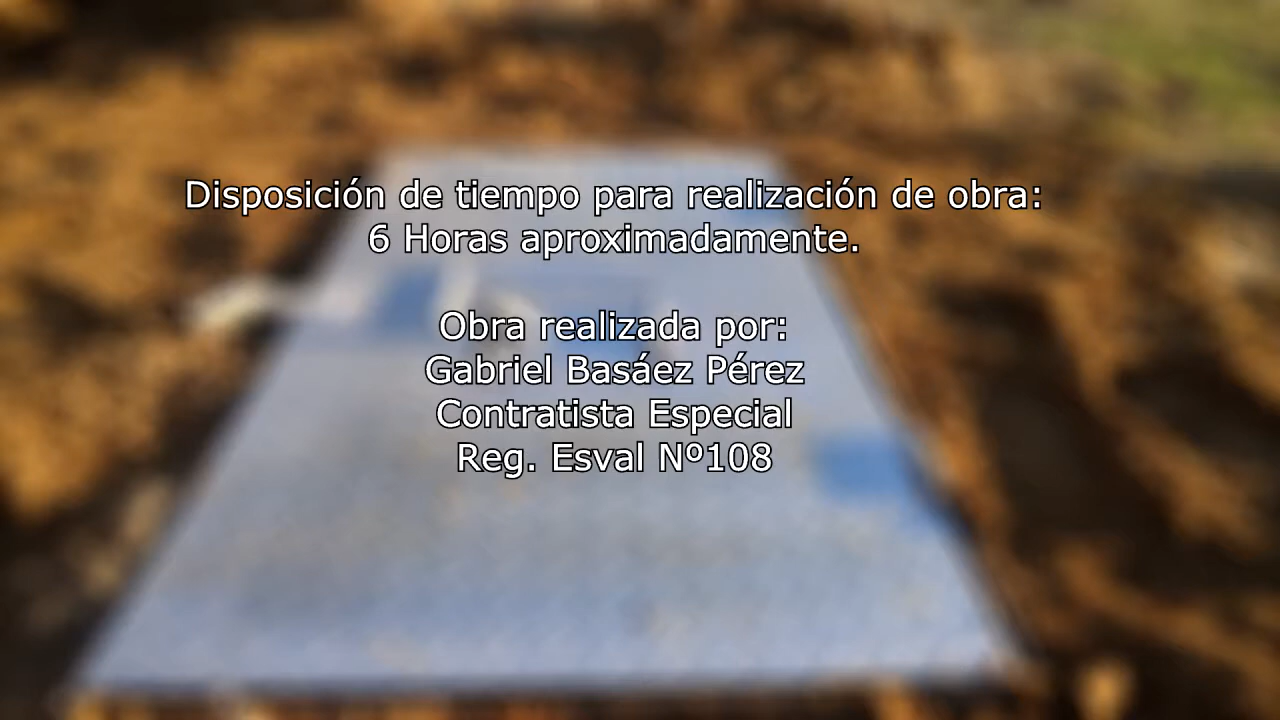 Disposición de tiempo para realización de obra:
6 Horas aproximadamente.
Obra realizada por:
Gabriel Basáez Pérez
Contratista Especial
Reg. Esval Nº108